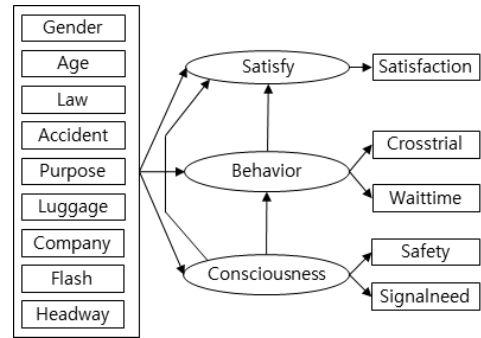 Gender
Age
Law
Accident
Purpose
Luggage
Company
Flash
Headway
Satisfy
Behavior
Consciousness
Satisfaction
Crosstrial
Waittime
Safety
Signalneed